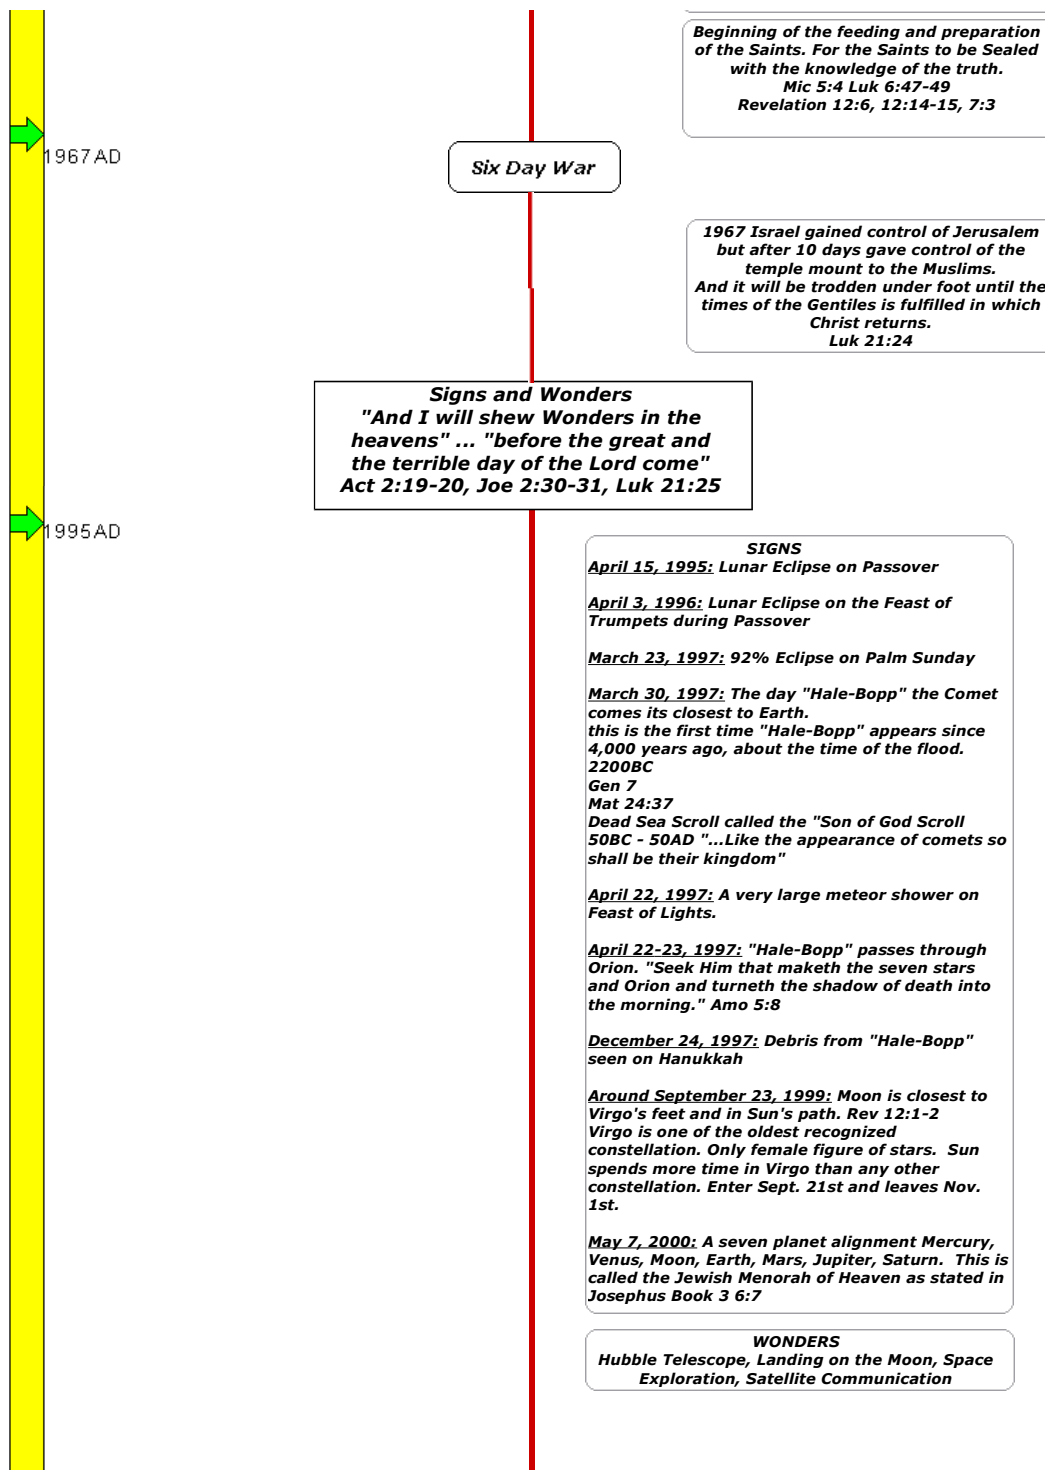 Beginning of the feeding and preparation
of the Saints. For the Saints to be Sealed
with the knowledge of the truth.
Mic 5:4 Luk 6:47-49
Revelation 12:6, 12:14-15, 7:3
1967AD
Six Day War
1967 Israel gained control of Jerusalem
but after 10 days gave control of the
temple mount to the Muslims.
And it will be trodden under foot until the
times of the Gentiles is fulfilled in which
Christ returns.
Luk 21:24
Signs and Wonders
"And I will shew Wonders in the
heavens" ... "before the great and
the terrible day of the Lord come"
Act 2:19-20, Joe 2:30-31, Luk 21:25
1995AD
SIGNS
April 15, 1995: Lunar Eclipse on Passover
April 3, 1996: Lunar Eclipse on the Feast of
Trumpets during Passover
March 23, 1997: 92% Eclipse on Palm Sunday
March 30, 1997: The day "Hale-Bopp" the Comet
comes its closest to Earth.
this is the first time "Hale-Bopp" appears since
4,000 years ago, about the time of the flood.
2200BC
Gen 7
Mat 24:37
Dead Sea Scroll called the "Son of God Scroll
50BC - 50AD "...Like the appearance of comets so
shall be their kingdom"
April 22, 1997: A very large meteor shower on
Feast of Lights.
April 22-23, 1997: "Hale-Bopp" passes through
Orion. "Seek Him that maketh the seven stars
and Orion and turneth the shadow of death into
the morning." Amo 5:8
December 24, 1997: Debris from "Hale-Bopp"
seen on Hanukkah
Around September 23, 1999: Moon is closest to
Virgo's feet and in Sun's path. Rev 12:1-2
Virgo is one of the oldest recognized
constellation. Only female figure of stars.  Sun
spends more time in Virgo than any other
constellation. Enter Sept. 21st and leaves Nov.
1st.
May 7, 2000: A seven planet alignment Mercury,
Venus, Moon, Earth, Mars, Jupiter, Saturn.  This is
called the Jewish Menorah of Heaven as stated in
Josephus Book 3 6:7
WONDERS
Hubble Telescope, Landing on the Moon, Space
Exploration, Satellite Communication